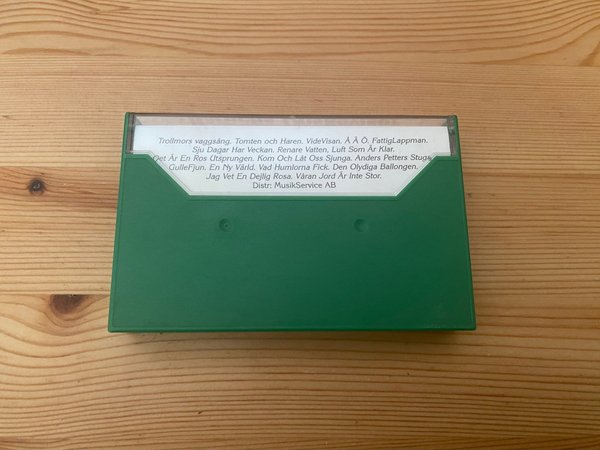 Trollmors vaggsång. Tomten och Haren. VideVisan. Å Ä Ö. FattigLappman.
Sju Dagar Har Veckan. Renare Vatten, Luft Som Är Klar.
Det Är En Ros Utsprungen. Kom Och Låt Oss Sjunga. Anders Petters Stuga
GulleFjun. En Ny Värld. Vad Humlorna Fick. Den Olydiga Ballongen.
Jag Vet En Dejlig Rosa. Våran Jord Är Inte Stor.
Distr: MusikService AB